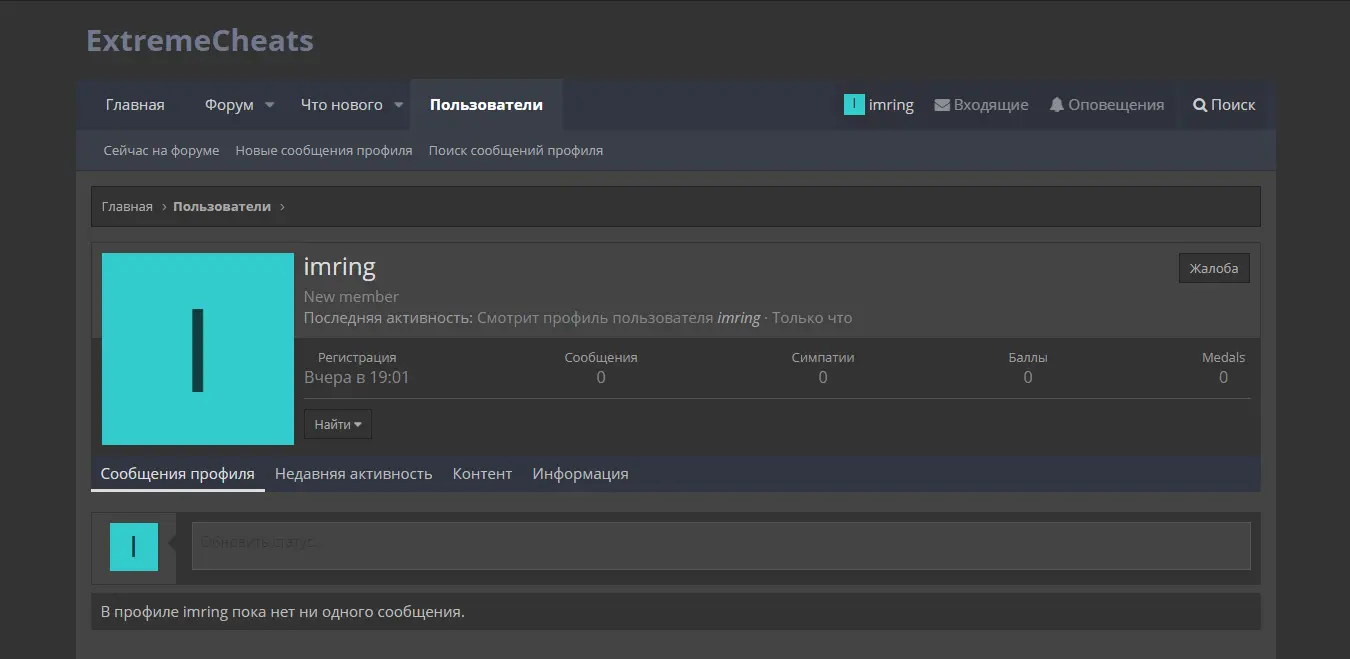 ExtremeCheats
Главная Форум Что нового Пользователи I imring Входящие Оповещения Поиск
Сейчас на форуме Новые сообщения профиля Поиск сообщений профиля
Главная › Пользователи ›
I
imring
Жалоба
New member
Последняя активность: Смотрит профиль пользователя imring · Только что
Регистрация Сообщения Симпатии Баллы Medals
Вчера в 19:01 0 0 0 0
Найти
Сообщения профиля Недавняя активность Контент Информация
I
Обновить статус...
В профиле imring пока нет ни одного сообщения.